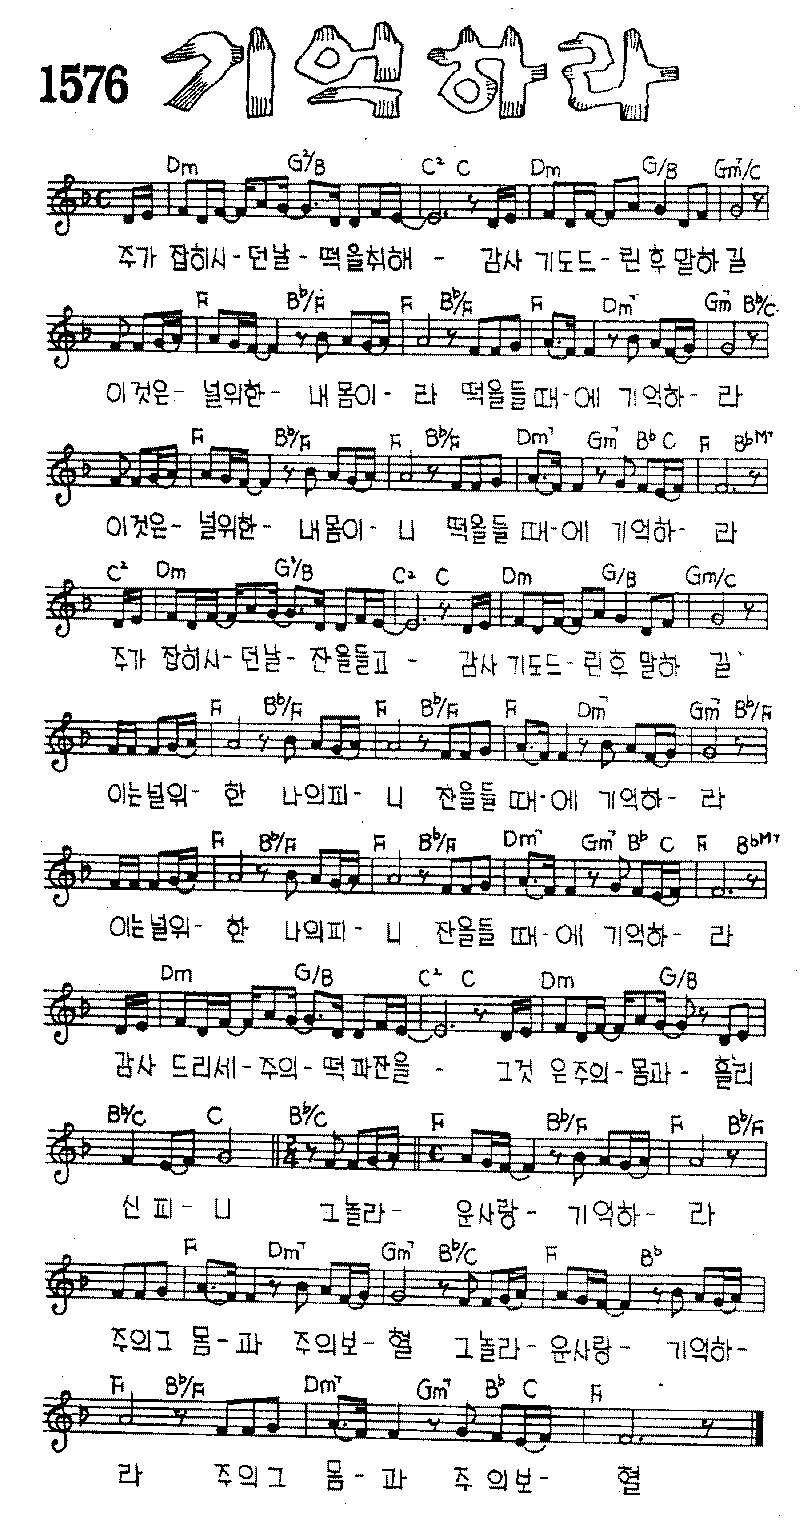 1576 기억하라
Dm G²/B C² C Dm G/B Gm⁷/C
주가 잡히시-던날-떡을취해 - 감사 기도드-린 후 말하 길
F B♭/F F B♭/F F Dm⁷ Gm⁷ B♭/C
이것은- 널위한- 내 몸이- 라 떡을들 때-에 기억하- 라
F B♭/F F B♭/F Dm⁷ Gm⁷ B♭ C F B♭M⁷
이것은- 널위한- 내몸이- 니 떡을들 때-에 기억하- 라
C² Dm G²/B C² C Dm G/B Gm/C
주가 잡히시-던날- 잔을들고 - 감사 기도드-린후 말하 길
F B♭/F F B♭/F F Dm⁷ Gm⁷ B♭/F
이는널위- 한 나의피- 니 잔을들 때-에 기억하- 라
F B♭/F F B♭/F Dm⁷ Gm⁷ B♭ C F B♭M⁷
이는널위- 한 나의피- 니 잔을들 때-에 기억하- 라
Dm G/B C² C Dm G/B
감사 드리세-주의-떡과잔을 - 그것 은주의-몸과- 흘리
B♭/C C B♭/C F B♭/F F B♭/F
신 피- 니 그놀라- 운사랑- 기억하- 라
F Dm⁷ Gm⁷ B♭/C F B♭
주의그 몸-과 주의보-혈 그놀라-운사랑- 기억하-
F B♭/F Dm⁷ Gm⁷ B♭ C F
라 주의그 몸-과 주의보- 혈